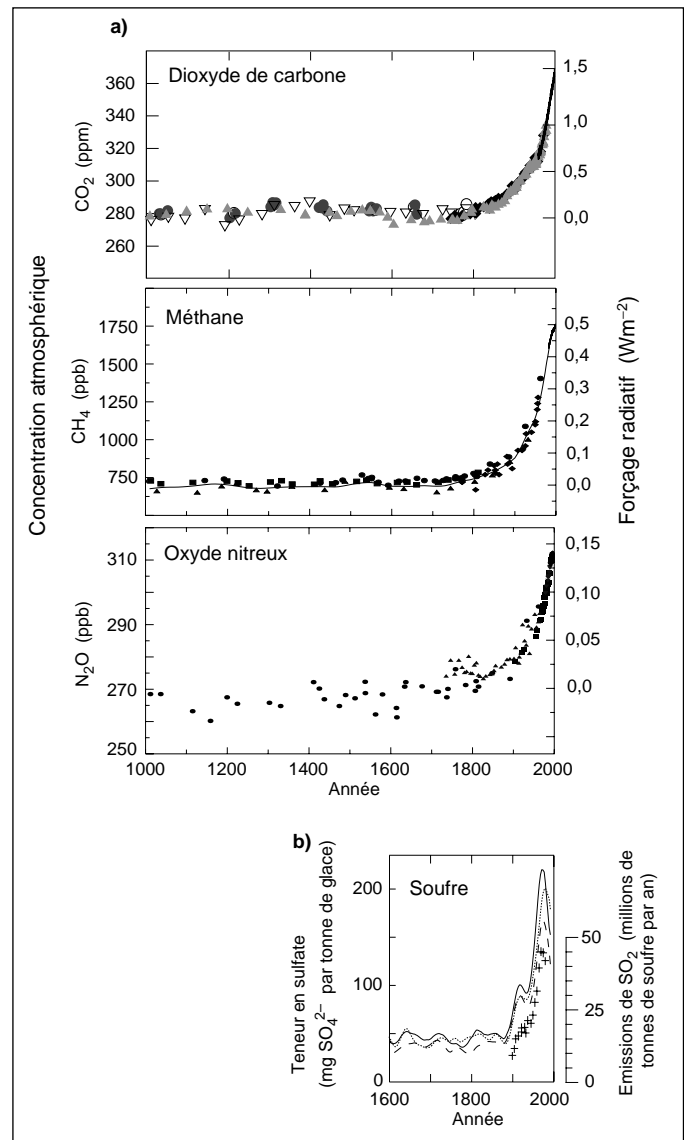 a)
Concentration atmosphérique
Forçage radiatif (Wm⁻²)
Dioxyde de carbone
CO₂ (ppm)
360
340
320
300
280
260
1,5
1,0
0,5
0,0
Méthane
CH₄ (ppb)
1750
1500
1250
1000
750
0,5
0,4
0,3
0,2
0,1
0,0
Oxyde nitreux
N₂O (ppb)
310
290
270
250
0,15
0,10
0,05
0,0
1000 1200 1400 1600 1800 2000
Année
b)
Soufre
Teneur en sulfate
(mg SO₄²⁻ par tonne de glace)
200
100
0
50
25
0
Emissions de SO₂ (millions de
tonnes de soufre par an)
1600 1800 2000
Année